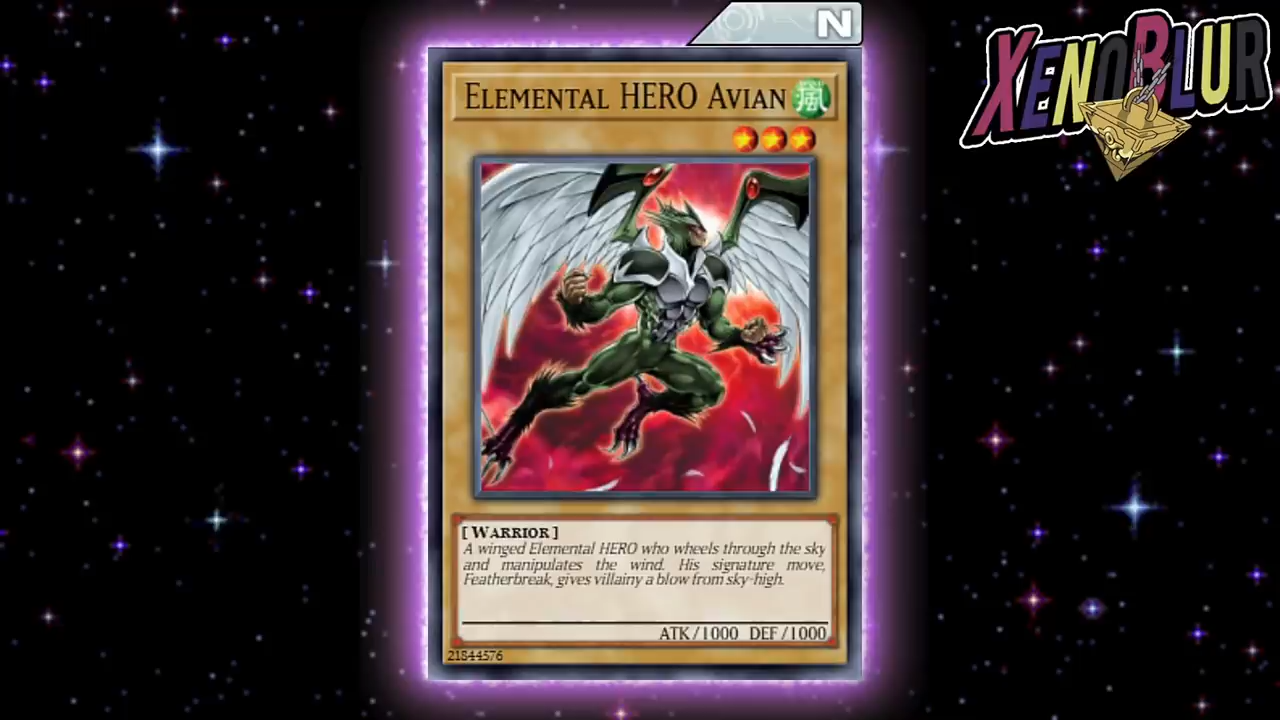 N
XENOBLUR
ELEMENTAL HERO AVIAN
風
[ WARRIOR ]
A winged Elemental HERO who wheels through the sky
and manipulates the wind. His signature move,
Featherbreak, gives villainy a blow from sky-high.
ATK/1000 DEF/1000
21844576